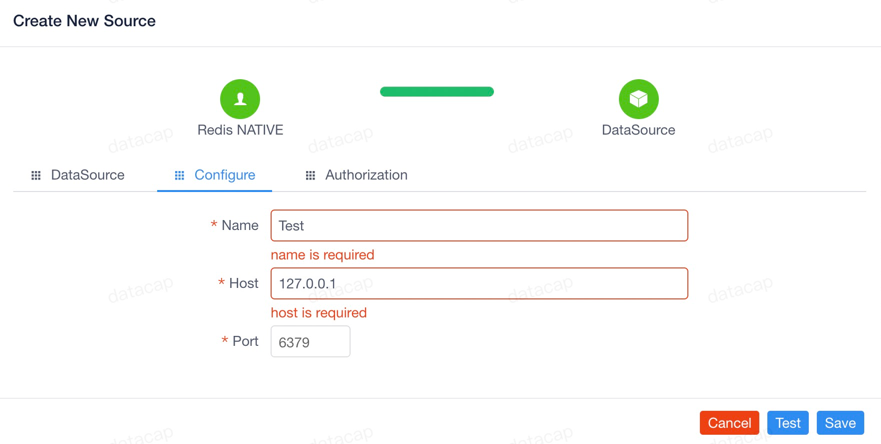 Create New Source
Redis NATIVE
DataSource
datacap datacap datacap datacap
DataSource Configure Authorization
* Name Test
name is required
* Host 127.0.0.1
datacap datacap datacap datacap
host is required
* Port 6379
Cancel Test Save
datacap datacap datacap datacap